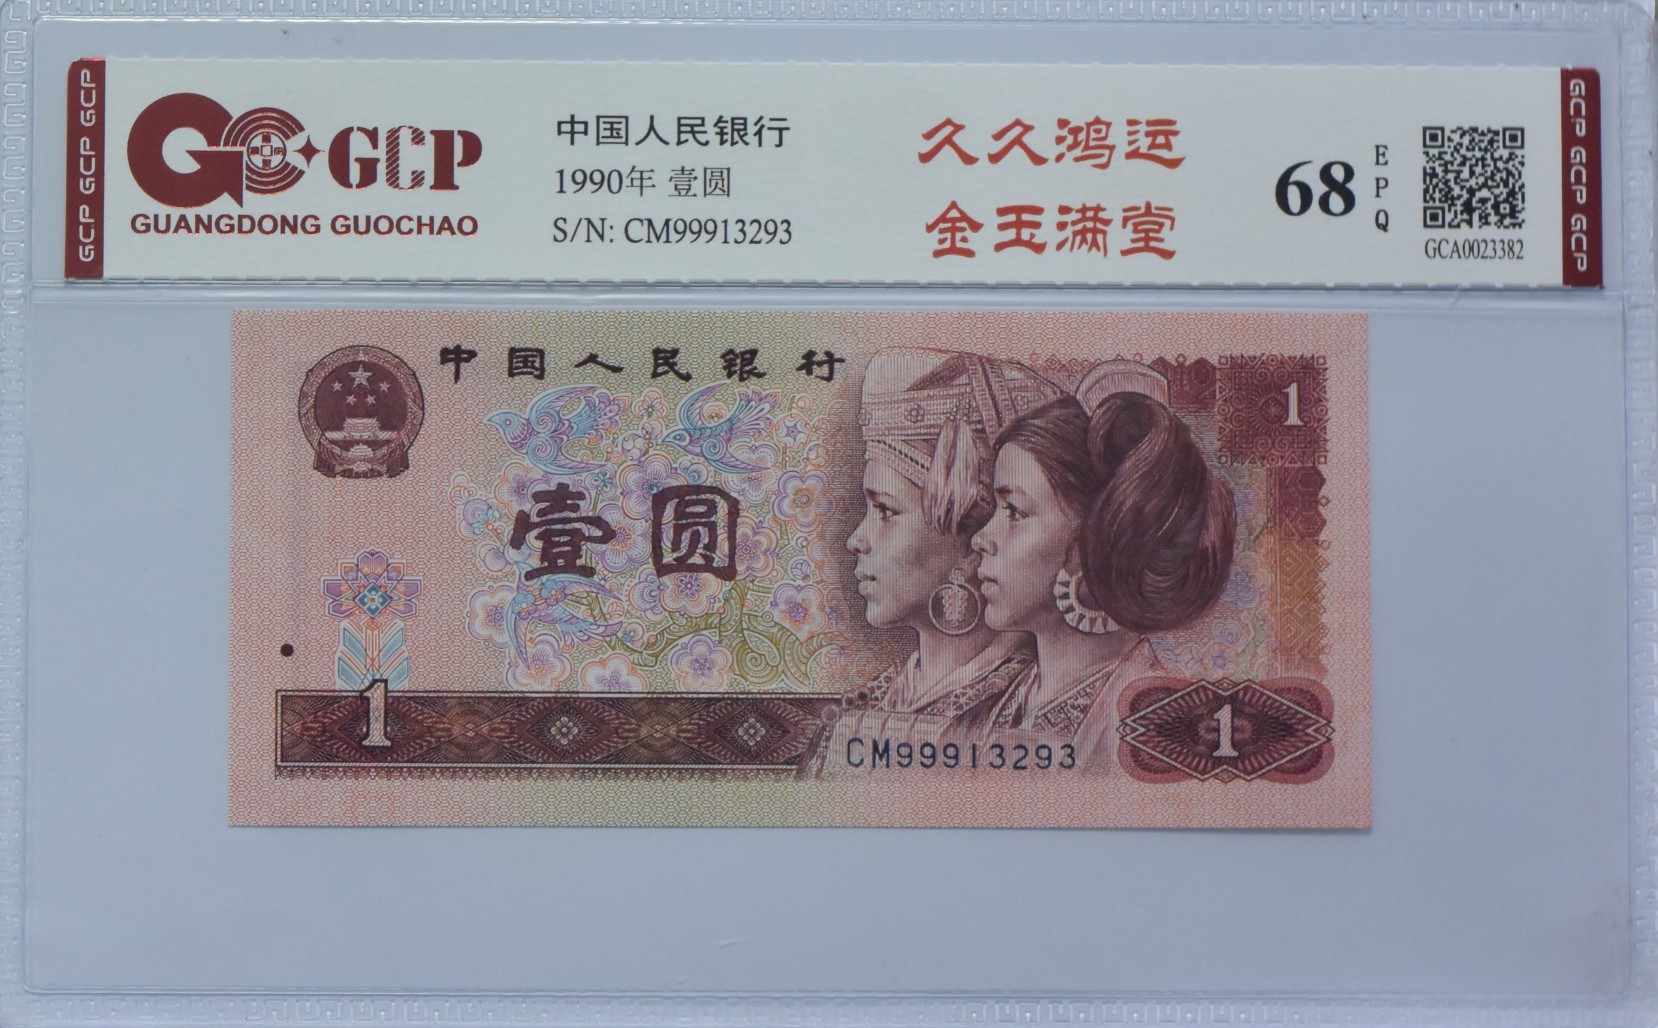 GCP GCP GCP
GCP
GUANGDONG GUOCHAO
中国人民银行
1990年 壹圆
S/N: CM99913293
久久鸿运
金玉满堂
68
EPQ
GCA0023382
GCP GCP GCP
中国人民银行
1
壹圆
1
CM99913293
1